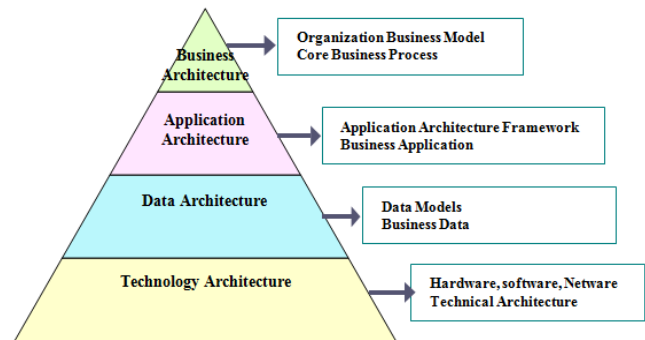 Business
Architecture
Organization Business Model
Core Business Process
Application
Architecture
Application Architecture Framework
Business Application
Data Architecture
Data Models
Business Data
Technology Architecture
Hardware, software, Netware
Technical Architecture